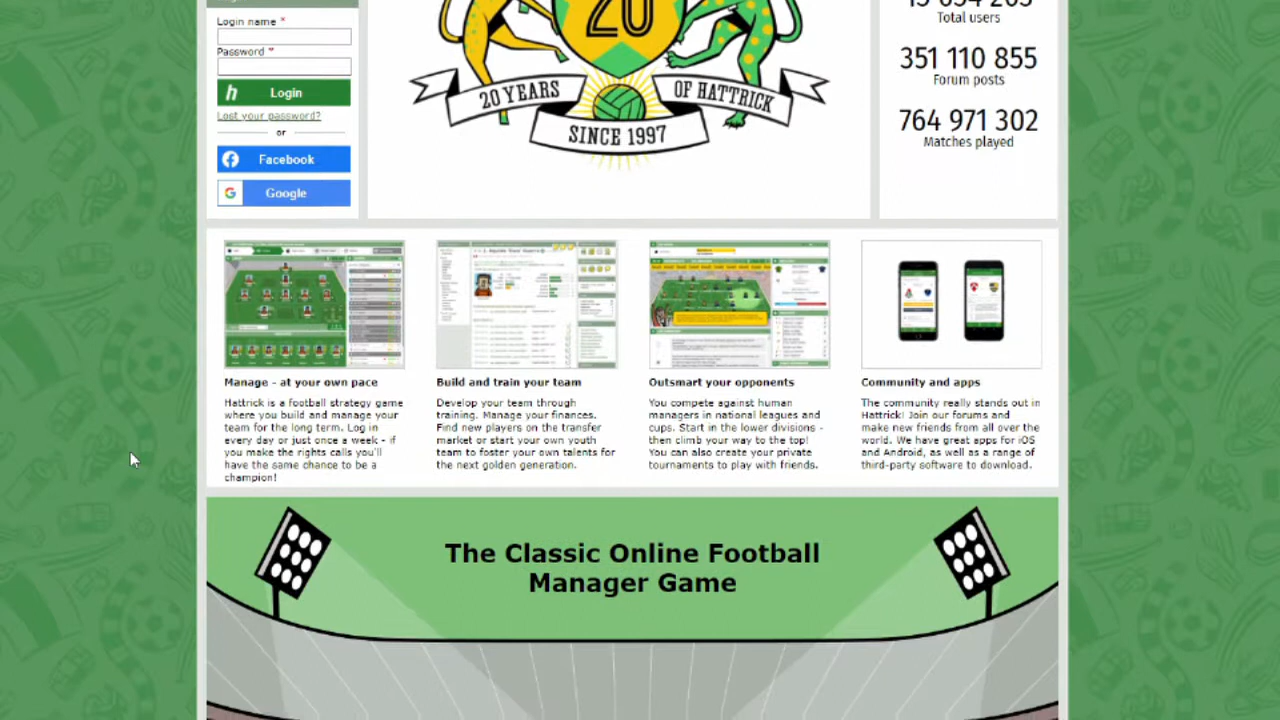 Login name *
Password *
h Login
Lost your password?
or
Facebook
Google
20
20 YEARS
OF HATTRICK
SINCE 1997
Total users
351 110 855
Forum posts
764 971 302
Matches played
Manage - at your own pace
Hattrick is a football strategy game
where you build and manage your
team for the long term. Log in
every day or just once a week - if
you make the rights calls you'll
have the same chance to be a
champion!
Build and train your team
Develop your team through
training. Manage your finances.
Find new players on the transfer
market or start your own youth
team to foster your own talents for
the next golden generation.
Outsmart your opponents
You compete against human
managers in national leagues and
cups. Start in the lower divisions -
then climb your way to the top!
You can also create your private
tournaments to play with friends.
Community and apps
The community really stands out in
Hattrick! Join our forums and
make new friends from all over the
world. We have great apps for iOS
and Android, as well as a range of
third-party software to download.
The Classic Online Football
Manager Game